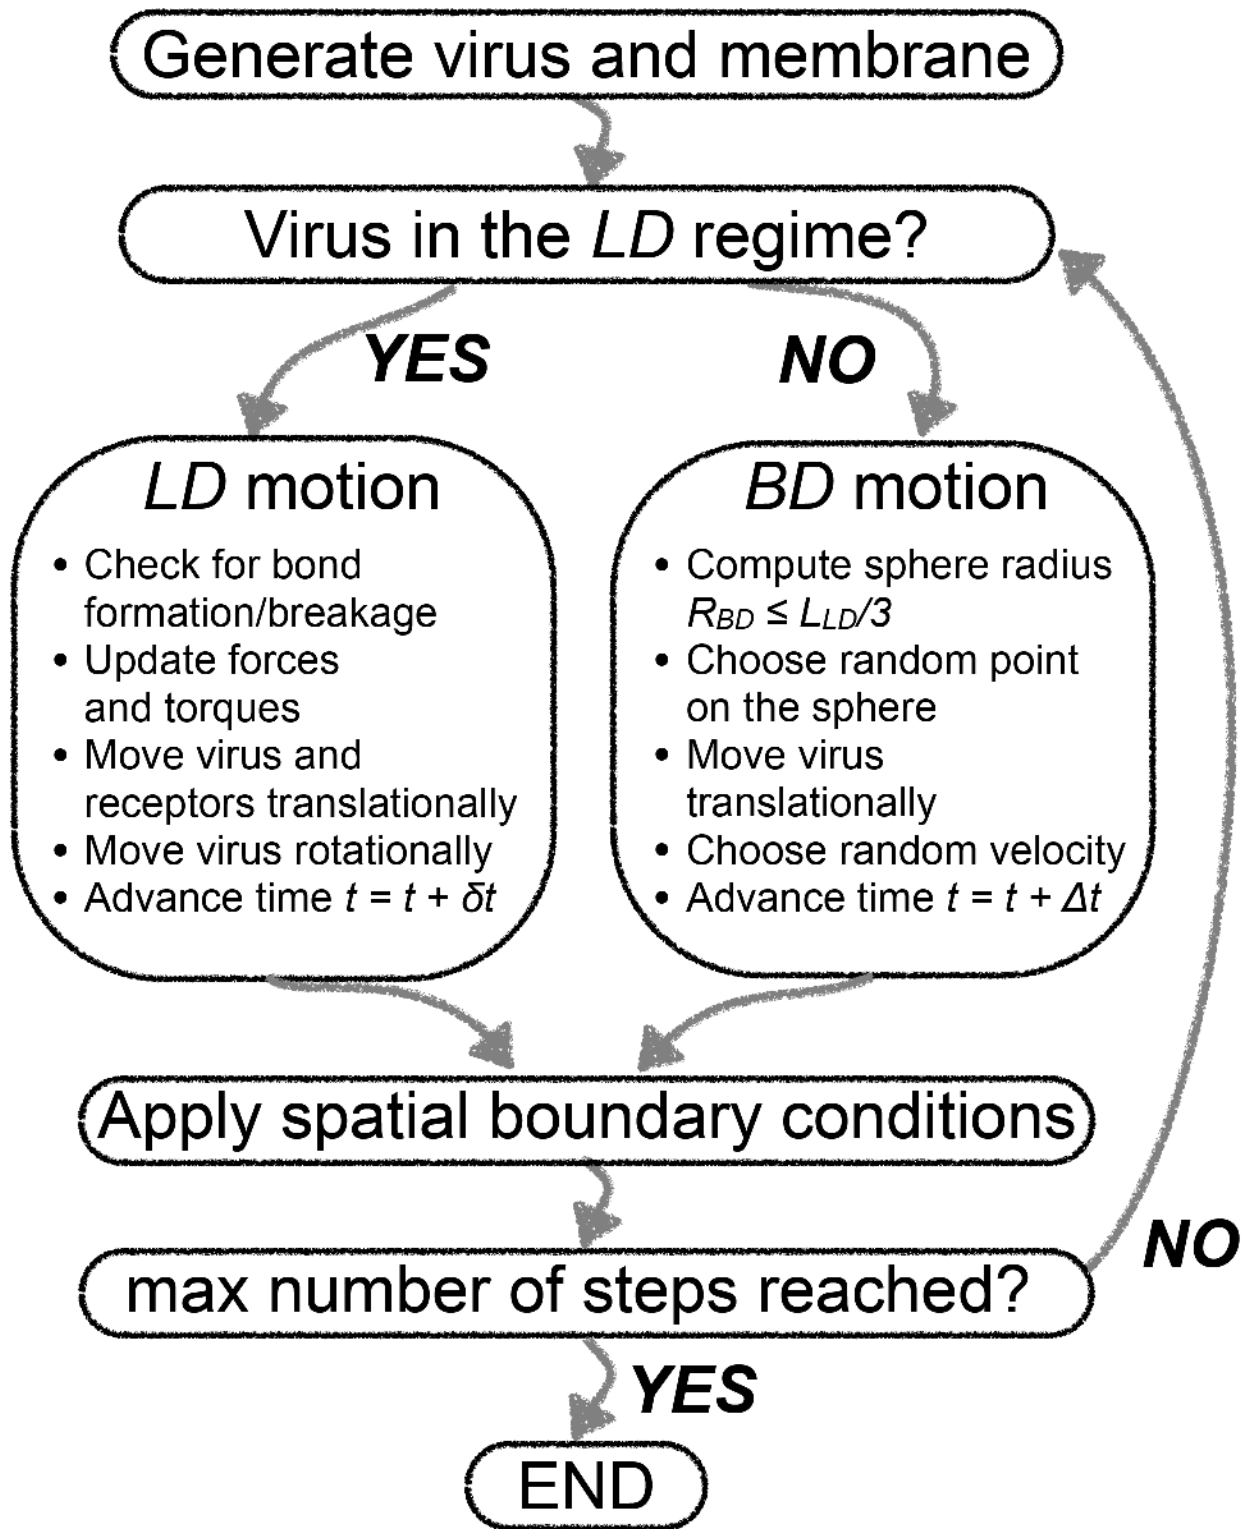 Generate virus and membrane
Virus in the LD regime?
YES
NO
LD motion
• Check for bond
formation/breakage
• Update forces
and torques
• Move virus and
receptors translationally
• Move virus rotationally
• Advance time t = t + δt
BD motion
• Compute sphere radius
R_BD ≤ L_LD/3
• Choose random point
on the sphere
• Move virus
translationally
• Choose random velocity
• Advance time t = t + Δt
Apply spatial boundary conditions
max number of steps reached?
NO
YES
END